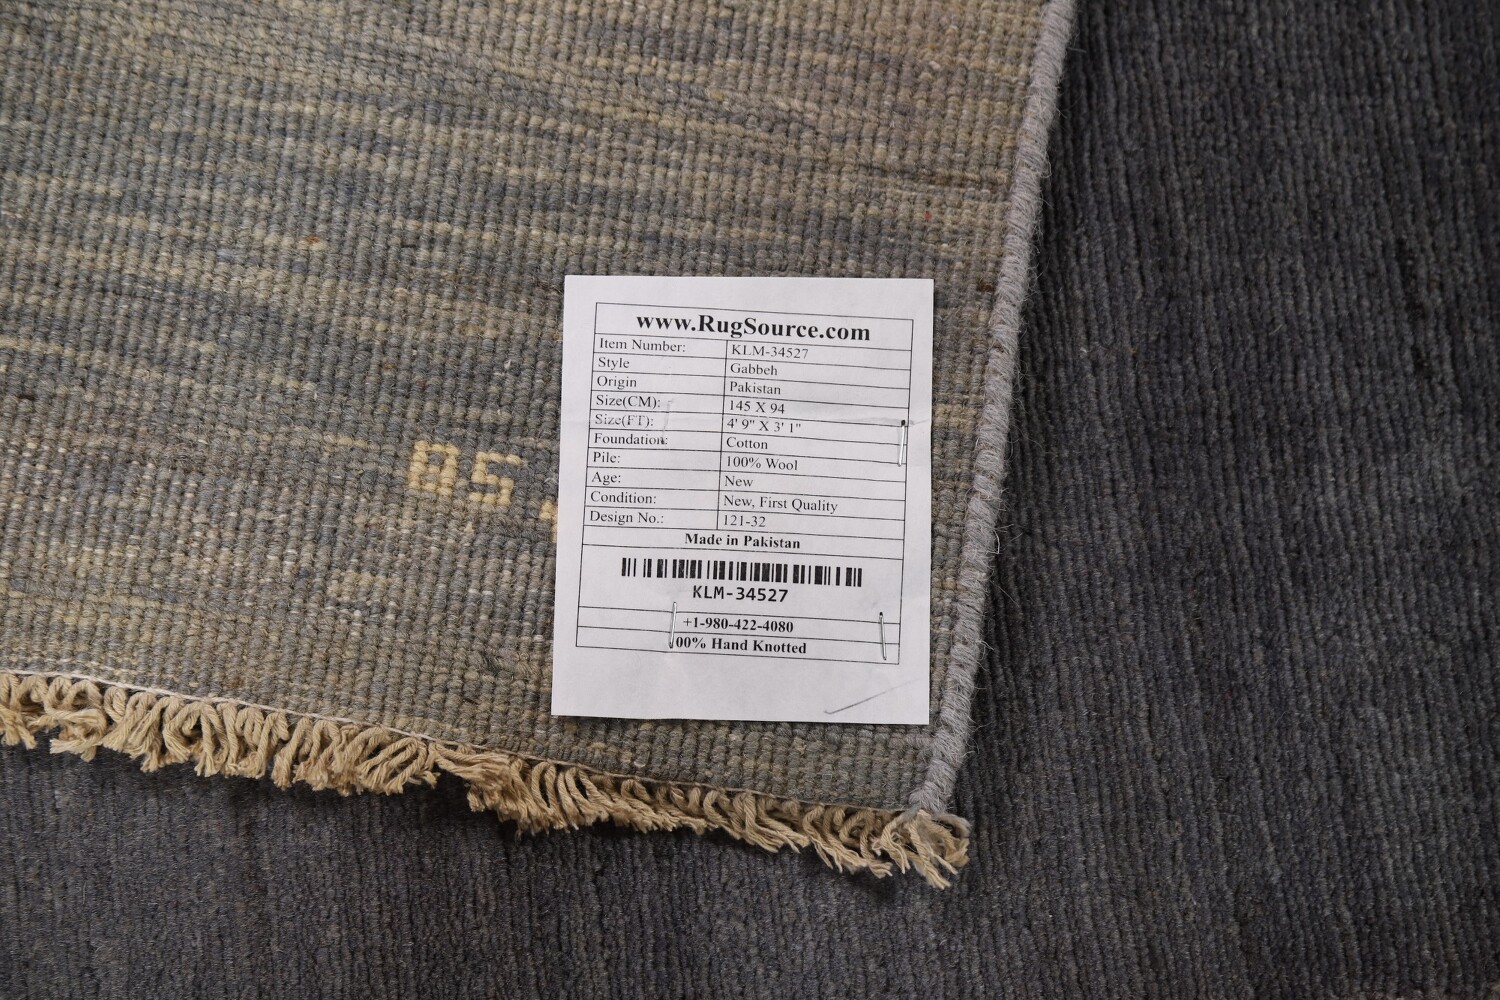 www.RugSource.com
Item Number: KLM-34527
Style Gabbeh
Origin Pakistan
Size(CM): 145 X 94
Size(FT): 4' 9" X 3' 1"
Foundation: Cotton
Pile: 100% Wool
Age: New
Condition: New, First Quality
Design No.: 121-32
Made in Pakistan
KLM-34527
+1-980-422-4080
00% Hand Knotted